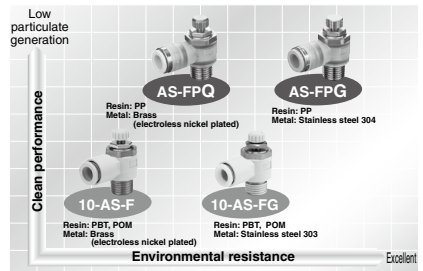 Low
particulate
generation
Clean performance
AS-FPQ
Resin: PP
Metal: Brass
(electroless nickel plated)
AS-FPG
Resin: PP
Metal: Stainless steel 304
10-AS-F
Resin: PBT, POM
Metal: Brass
(electroless nickel plated)
10-AS-FG
Resin: PBT, POM
Metal: Stainless steel 303
Environmental resistance
Excellent